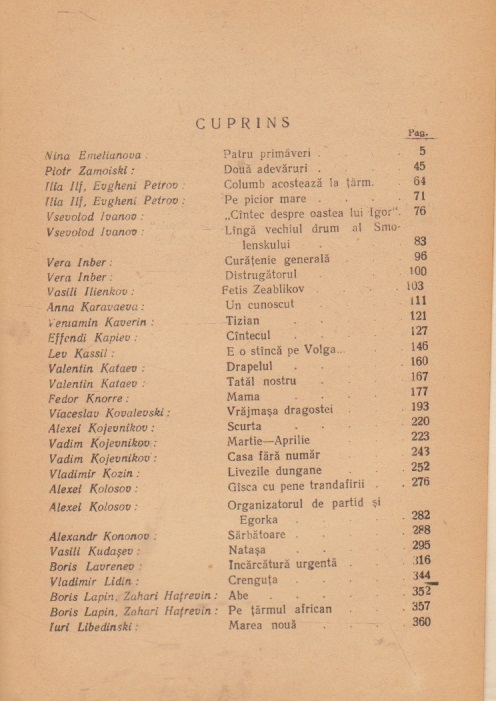 CUPRINS
Pag.
Nina Emelianova : Patru primăveri . . 5
Piotr Zamoiski : Două adevăruri . . 45
Ilia Ilf, Evgheni Petrov : Columb acostează la țărm. . 64
Ilia Ilf, Evgheni Petrov : Pe picior mare . . . 71
Vsevolod Ivanov : „Cîntec despre oastea lui Igor“. 76
Vsevolod Ivanov : Lîngă vechiul drum al Smo-
lenskului . . . 83
Vera Inber : Curățenie generală . . 96
Vera Inber : Distrugătorul . . . 100
Vasili Ilienkov : Fetis Zeablikov . . . 103
Anna Karavaeva : Un cunoscut . . . 111
Veniamin Kaverin : Tizian . . . . 121
Effendi Kapiev : Cîntecul . . . . 127
Lev Kassil : E o stîncă pe Volga... . . 146
Valentin Kataev : Drapelul . . . . 160
Valentin Kataev : Tatăl nostru . . . 167
Fedor Knorre : Mama . . . . 177
Viaceslav Kovalevski : Vrăjmașa dragostei . . 193
Alexei Kojevnikov : Scurta . . . . 220
Vadim Kojevnikov : Martie—Aprilie . . . 223
Vadim Kojevnikov : Casa fără număr . . . 243
Vladimir Kozin : Livezile dungane . . . 252
Alexei Kolosov : Gîsca cu pene trandafirii . . 276
Alexei Kolosov : Organizatorul de partid și
Egorka . . . . 282
Alexandr Kononov : Sărbătoare . . . . 288
Vasili Kudașev : Natașa . . . . 295
Boris Lavrenev : Încărcătură urgentă . . 316
Vladimir Lidin : Crenguța . . . . 344
Boris Lapin, Zahari Hațrevin : Abe . . . . 352
Boris Lapin, Zahari Hațrevin : Pe țărmul african . . . 357
Iuri Libedinski : Marea nouă . . . . 360